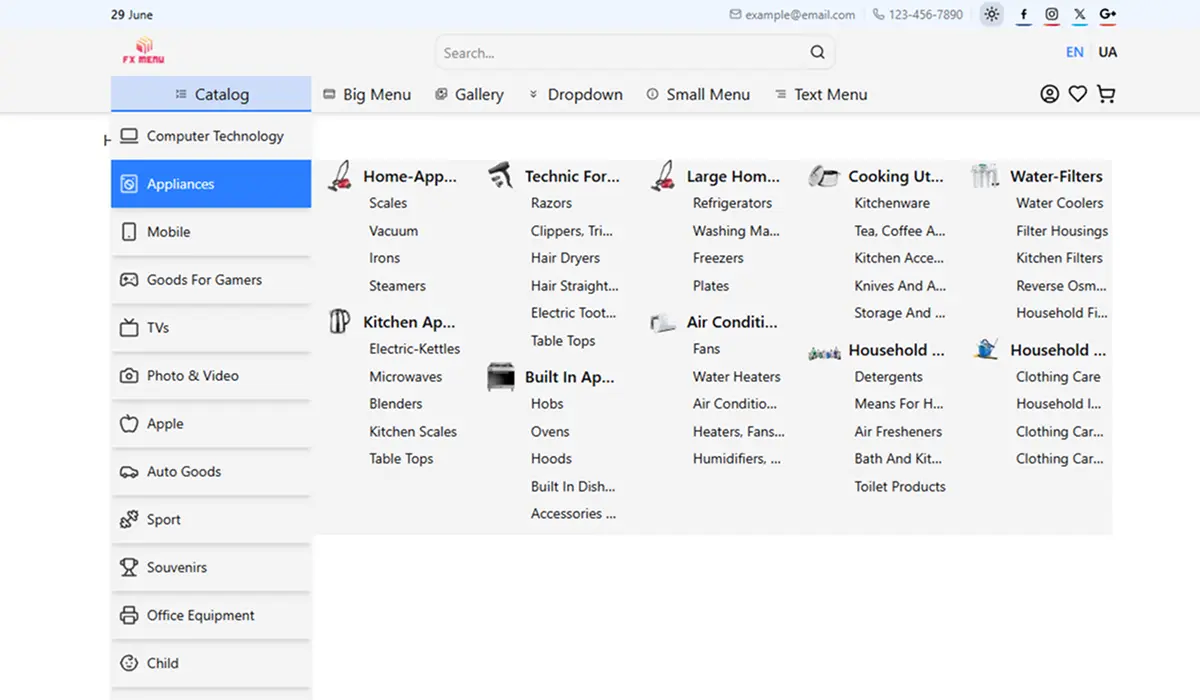 29 June
example@email.com
123-456-7890
FX MENU
Search...
EN
UA
Catalog
Big Menu
Gallery
Dropdown
Small Menu
Text Menu
H
Computer Technology
Appliances
Mobile
Goods For Gamers
TVs
Photo & Video
Apple
Auto Goods
Sport
Souvenirs
Office Equipment
Child
Home-App...
Scales
Vacuum
Irons
Steamers
Kitchen Ap...
Electric-Kettles
Microwaves
Blenders
Kitchen Scales
Table Tops
Technic For...
Razors
Clippers, Tri...
Hair Dryers
Hair Straight...
Electric Toot...
Table Tops
Built In Ap...
Hobs
Ovens
Hoods
Built In Dish...
Accessories ...
Large Hom...
Refrigerators
Washing Ma...
Freezers
Plates
Air Conditi...
Fans
Water Heaters
Air Conditio...
Heaters, Fans...
Humidifiers, ...
Cooking Ut...
Kitchenware
Tea, Coffee A...
Kitchen Acce...
Knives And A...
Storage And ...
Household ...
Detergents
Means For H...
Air Fresheners
Bath And Kit...
Toilet Products
Water-Filters
Water Coolers
Filter Housings
Kitchen Filters
Reverse Osm...
Household Fi...
Household ...
Clothing Care
Household I...
Clothing Car...
Clothing Car...